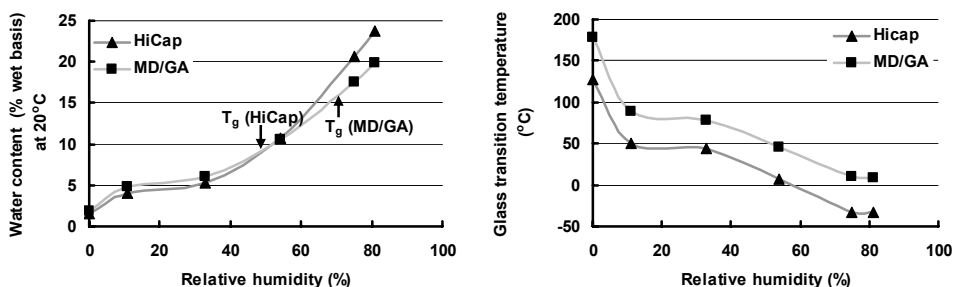 Water content (% wet basis)
at 20°C
25
20
15
10
5
0
HiCap
MD/GA
Tg (HiCap)
Tg (MD/GA)
0 20 40 60 80 100
Relative humidity (%)
Glass transition temperature
(°C)
200
150
100
50
0
-50
Hicap
MD/GA
0 20 40 60 80 100
Relative humidity (%)